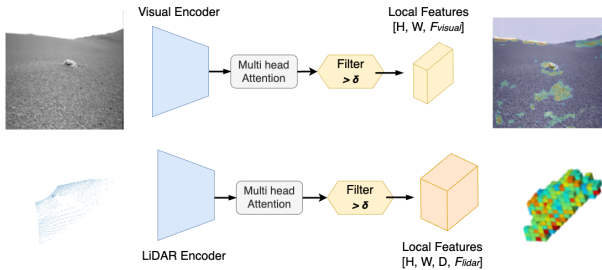 Visual Encoder
Local Features
[H, W, Fvisual]
Multi head
Attention
Filter
> δ
Multi head
Attention
Filter
> δ
LiDAR Encoder
Local Features
[H, W, D, Flidar]